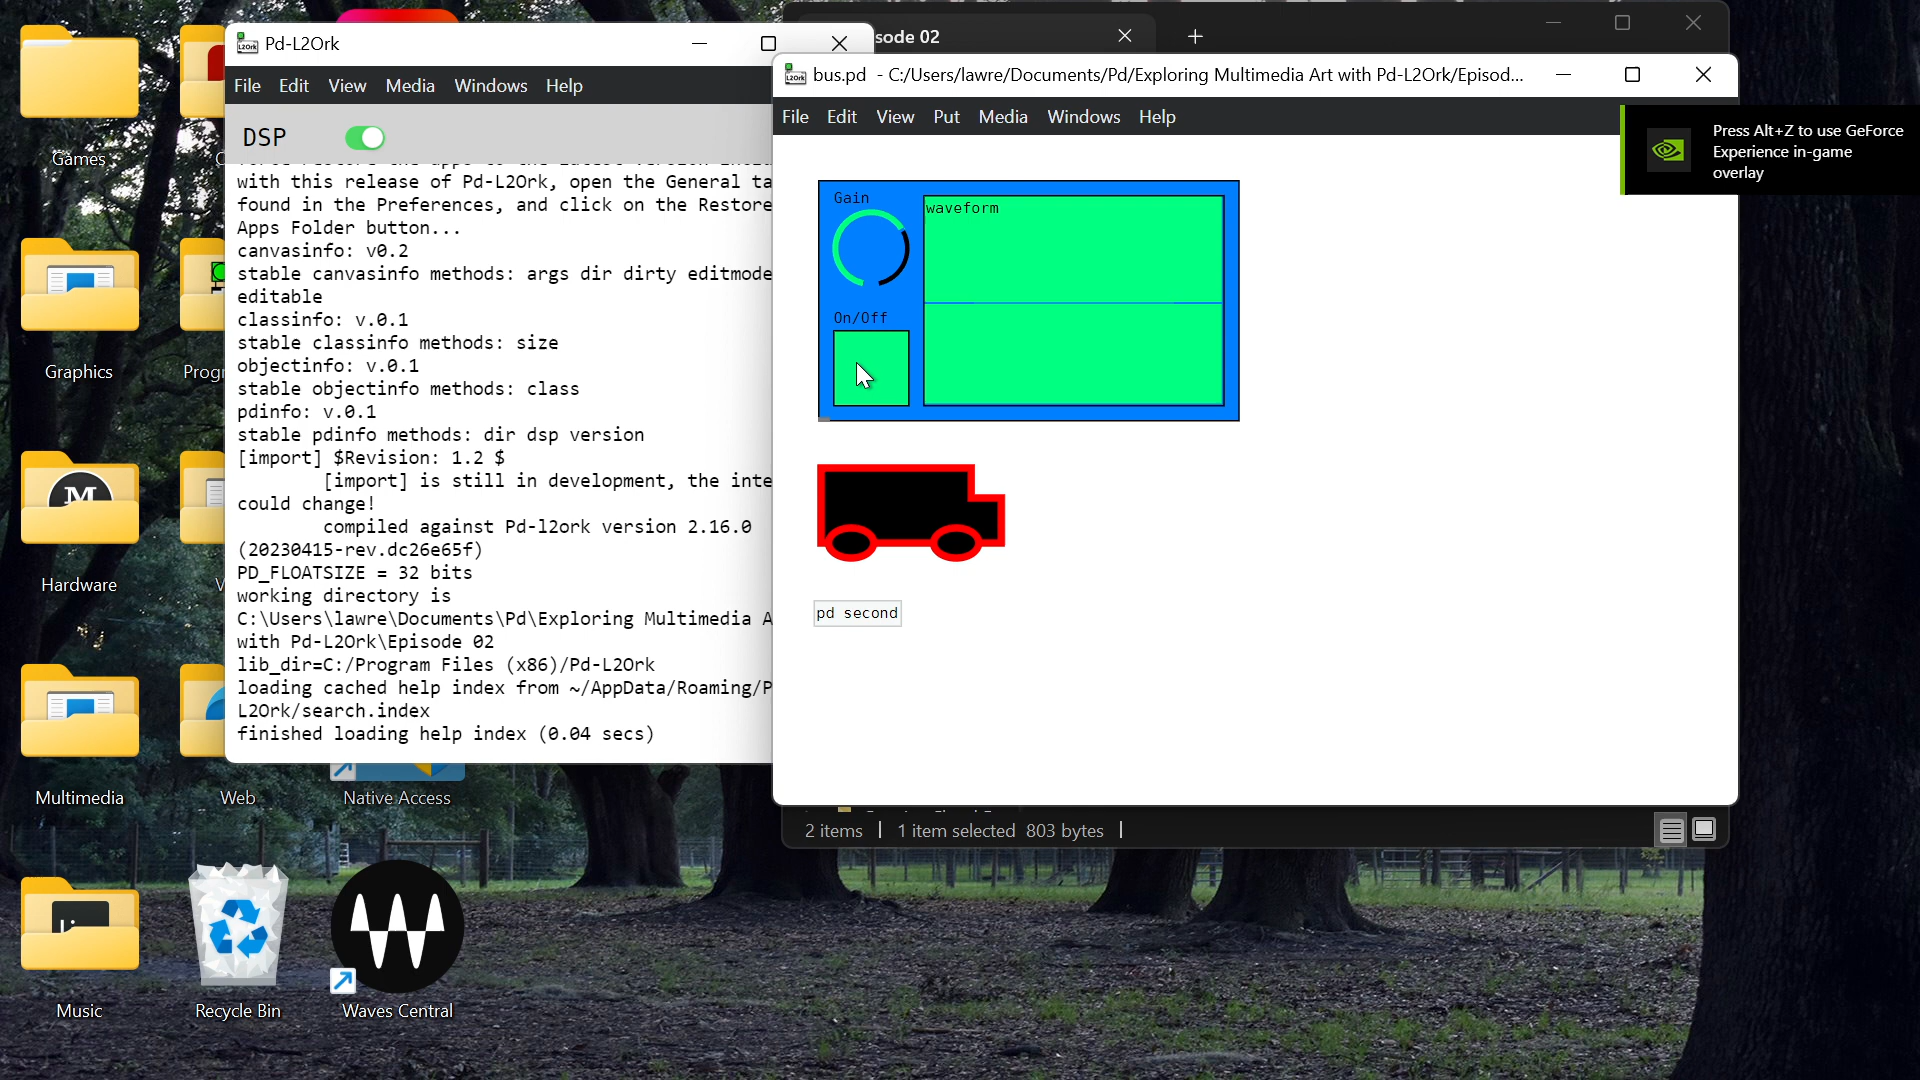 Pd-L2Ork
File Edit View Media Windows Help
DSP
with this release of Pd-L2Ork, open the General ta
found in the Preferences, and click on the Restore
Apps Folder button...
canvasinfo: v0.2
stable canvasinfo methods: args dir dirty editmode
editable
classinfo: v.0.1
stable classinfo methods: size
objectinfo: v.0.1
stable objectinfo methods: class
pdinfo: v.0.1
stable pdinfo methods: dir dsp version
[import] $Revision: 1.2 $
[import] is still in development, the inte
could change!
compiled against Pd-l2ork version 2.16.0
(20230415-rev.dc26e65f)
PD_FLOATSIZE = 32 bits
working directory is
C:\Users\lawre\Documents\Pd\Exploring Multimedia A
with Pd-L2Ork\Episode 02
lib_dir=C:/Program Files (x86)/Pd-L2Ork
loading cached help index from ~/AppData/Roaming/P
L2Ork/search.index
finished loading help index (0.04 secs)
sode 02
bus.pd - C:/Users/lawre/Documents/Pd/Exploring Multimedia Art with Pd-L2Ork/Episod...
File Edit View Put Media Windows Help
Press Alt+Z to use GeForce
Experience in-game
overlay
Gain
waveform
On/Off
pd second
2 items
1 item selected 803 bytes
Games
Graphics
Progr
Hardware
V
Multimedia
Web
Native Access
Music
Recycle Bin
Waves Central